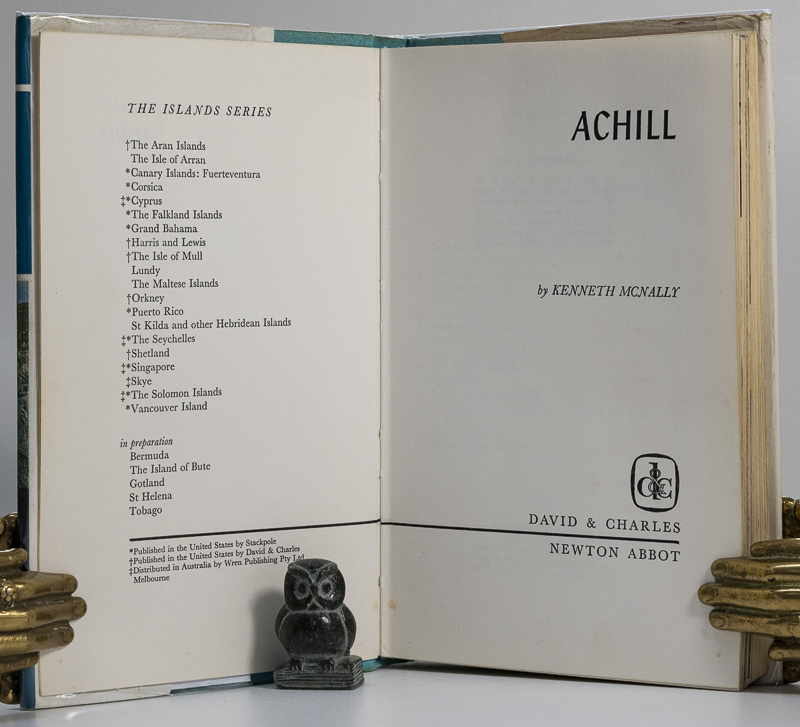 THE ISLANDS SERIES
†The Aran Islands
The Isle of Arran
*Canary Islands: Fuerteventura
*Corsica
‡*Cyprus
*The Falkland Islands
*Grand Bahama
†Harris and Lewis
†The Isle of Mull
Lundy
The Maltese Islands
†Orkney
*Puerto Rico
St Kilda and other Hebridean Islands
‡*The Seychelles
†Shetland
‡*Singapore
‡Skye
‡*The Solomon Islands
*Vancouver Island
in preparation
Bermuda
The Island of Bute
Gotland
St Helena
Tobago
*Published in the United States by Stackpole
†Published in the United States by David & Charles
‡Distributed in Australia by Wren Publishing Pty Ltd
Melbourne
ACHILL
by KENNETH MCNALLY
d&c
DAVID & CHARLES
NEWTON ABBOT